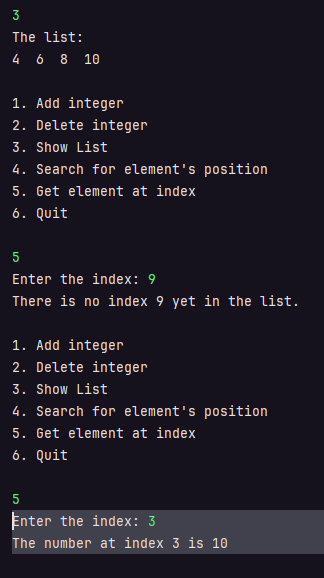 3
The list:
4  6  8  10

1. Add integer
2. Delete integer
3. Show List
4. Search for element's position
5. Get element at index
6. Quit

5
Enter the index: 9
There is no index 9 yet in the list.

1. Add integer
2. Delete integer
3. Show List
4. Search for element's position
5. Get element at index
6. Quit

5
Enter the index: 3
The number at index 3 is 10